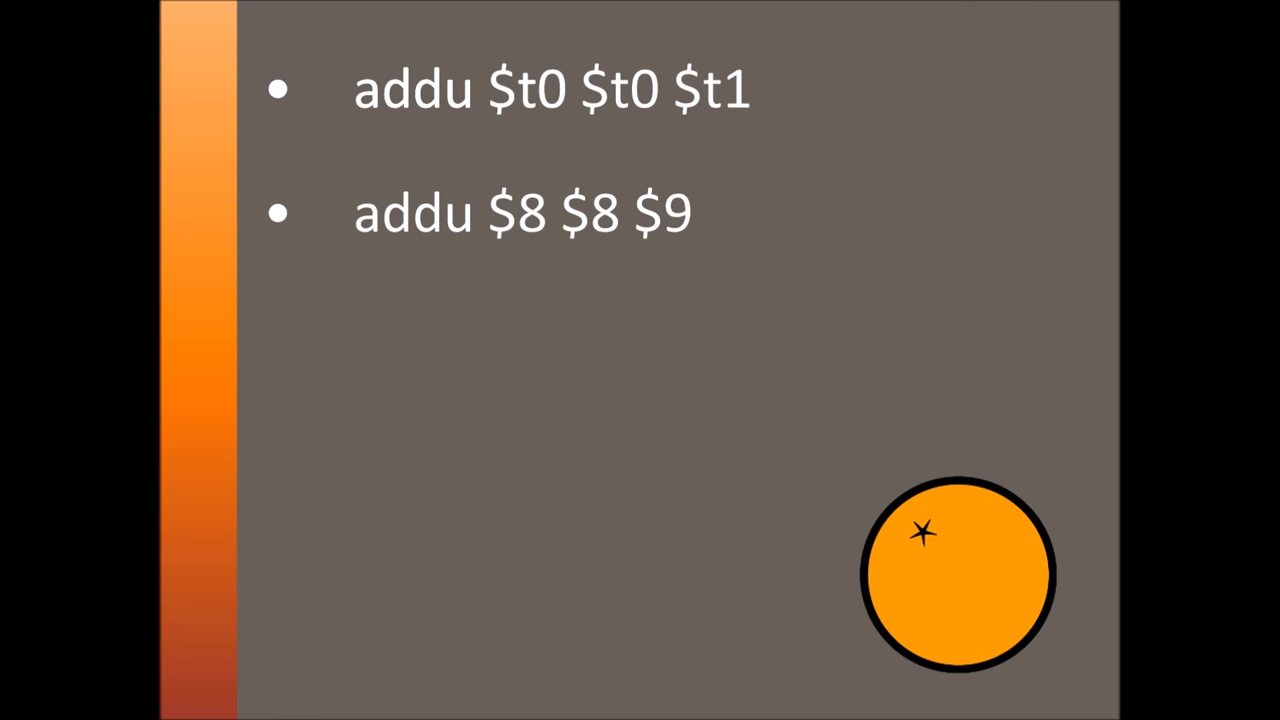 • addu $t0 $t0 $t1
• addu $8 $8 $9